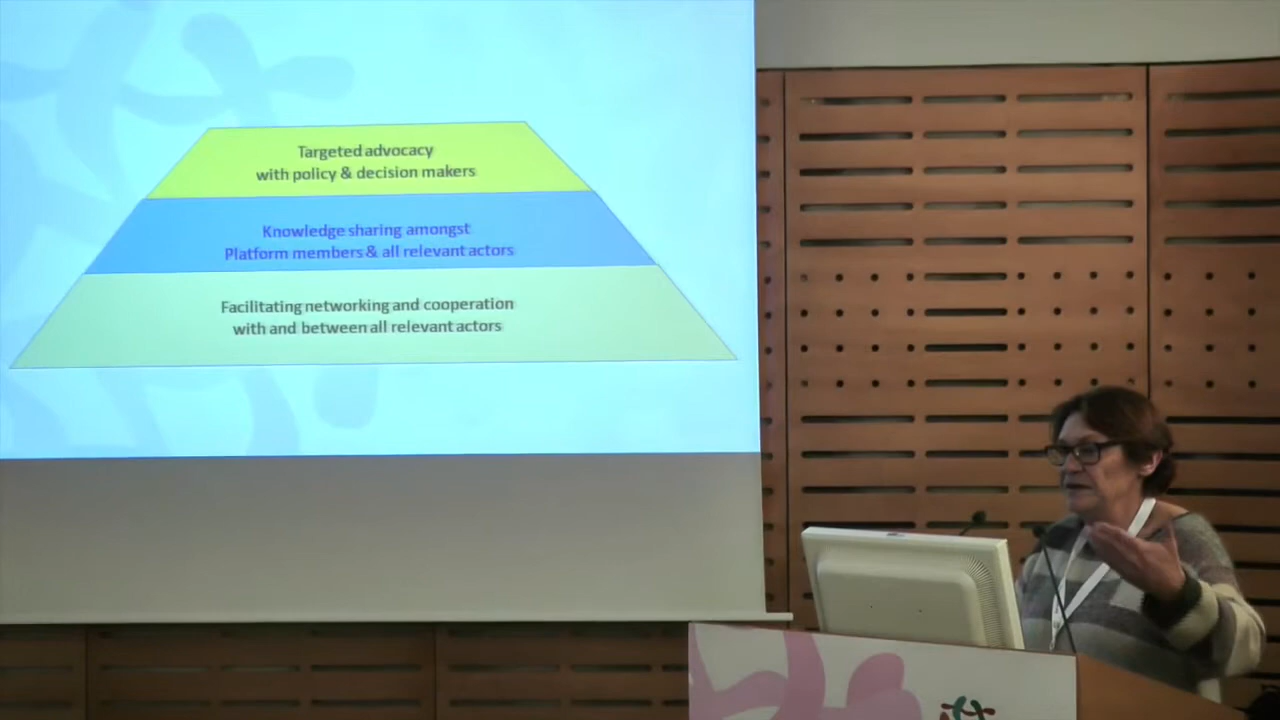 Targeted advocacy
with policy & decision makers
Knowledge sharing amongst
Platform members & all relevant actors
Facilitating networking and cooperation
with and between all relevant actors